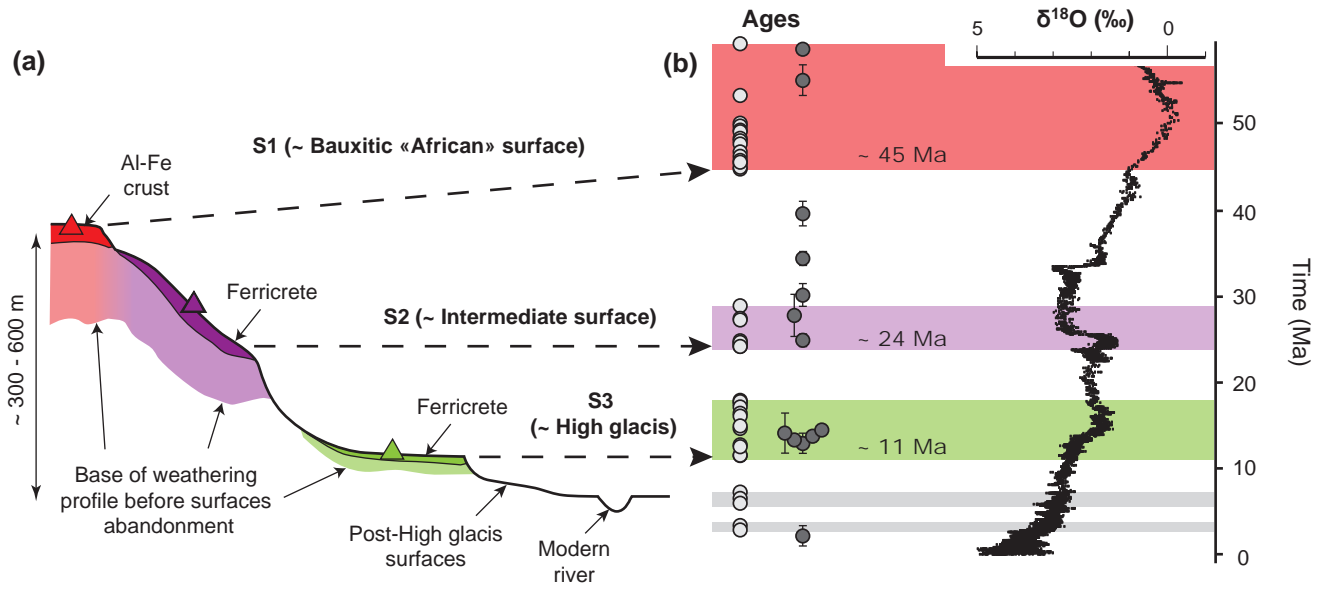 (a)
S1 (~ Bauxitic «African» surface)
Al-Fe
crust
Ferricrete
S2 (~ Intermediate surface)
~ 300 - 600 m
S3
(~ High glacis)
Ferricrete
Base of weathering
profile before surfaces
abandonment
Post-High glacis
surfaces
Modern
river
(b)
Ages
δ18O (‰)
5
0
~ 45 Ma
~ 24 Ma
~ 11 Ma
50
40
30
20
10
0
Time (Ma)